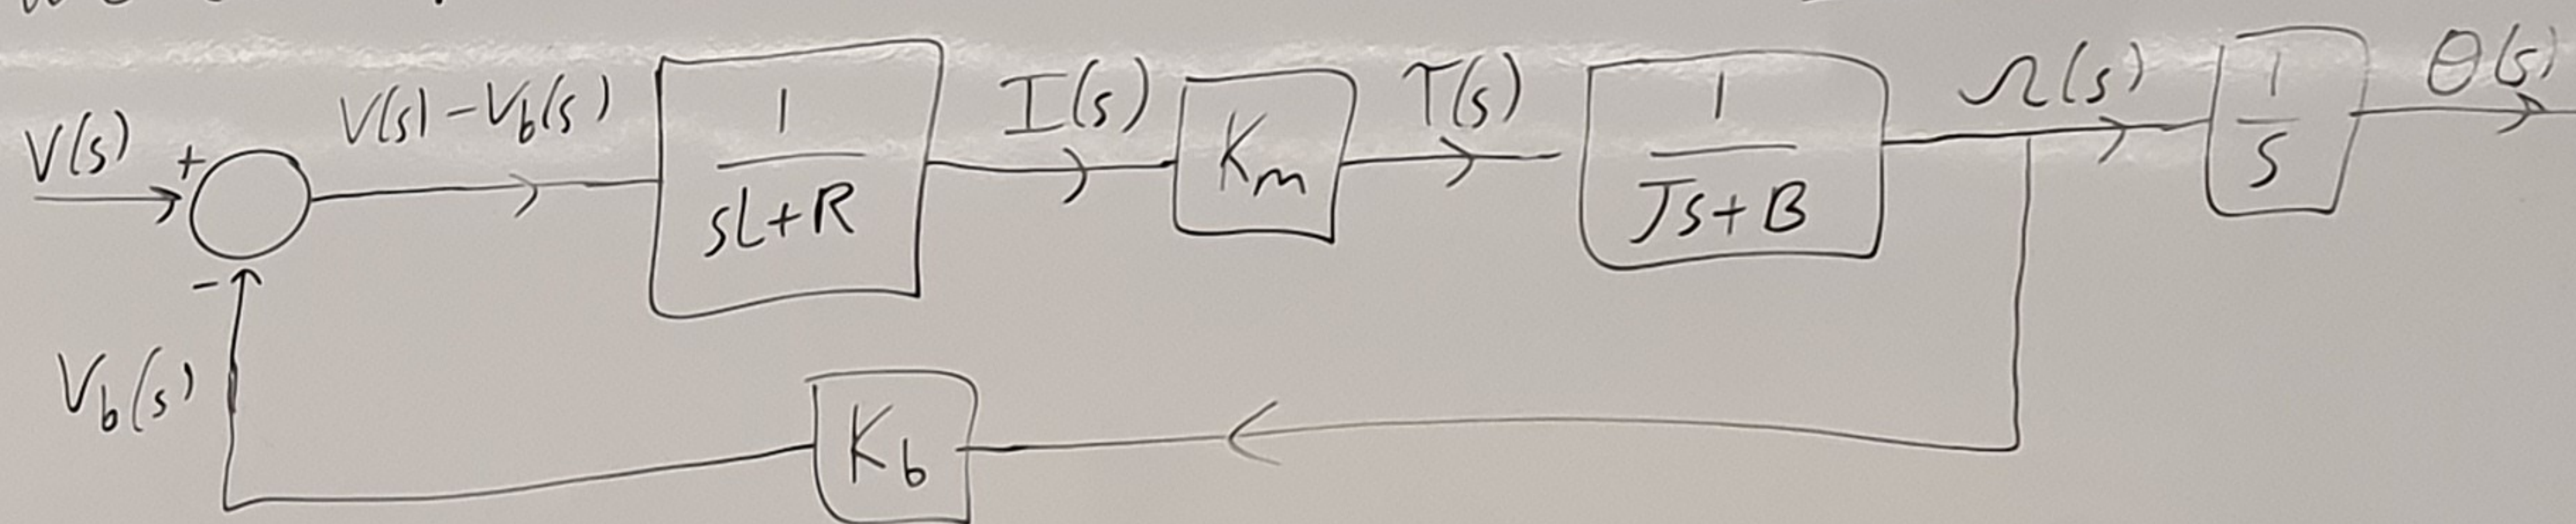 V(s)
+
-
V(s) - V_b(s)
1
sL+R
I(s)
K_m
T(s)
1
Js+B
Ω(s)
1
s
θ(s)
K_b
V_b(s)